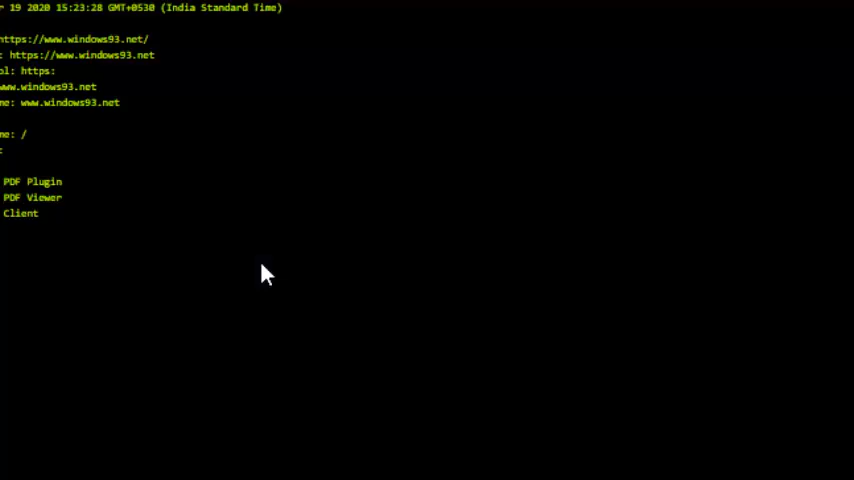 r 19 2020 15:23:28 GMT+0530 (India Standard Time)
https://www.windows93.net/
: https://www.windows93.net
ol: https:
www.windows93.net
me: www.windows93.net
me: /
:
PDF Plugin
PDF Viewer
Client